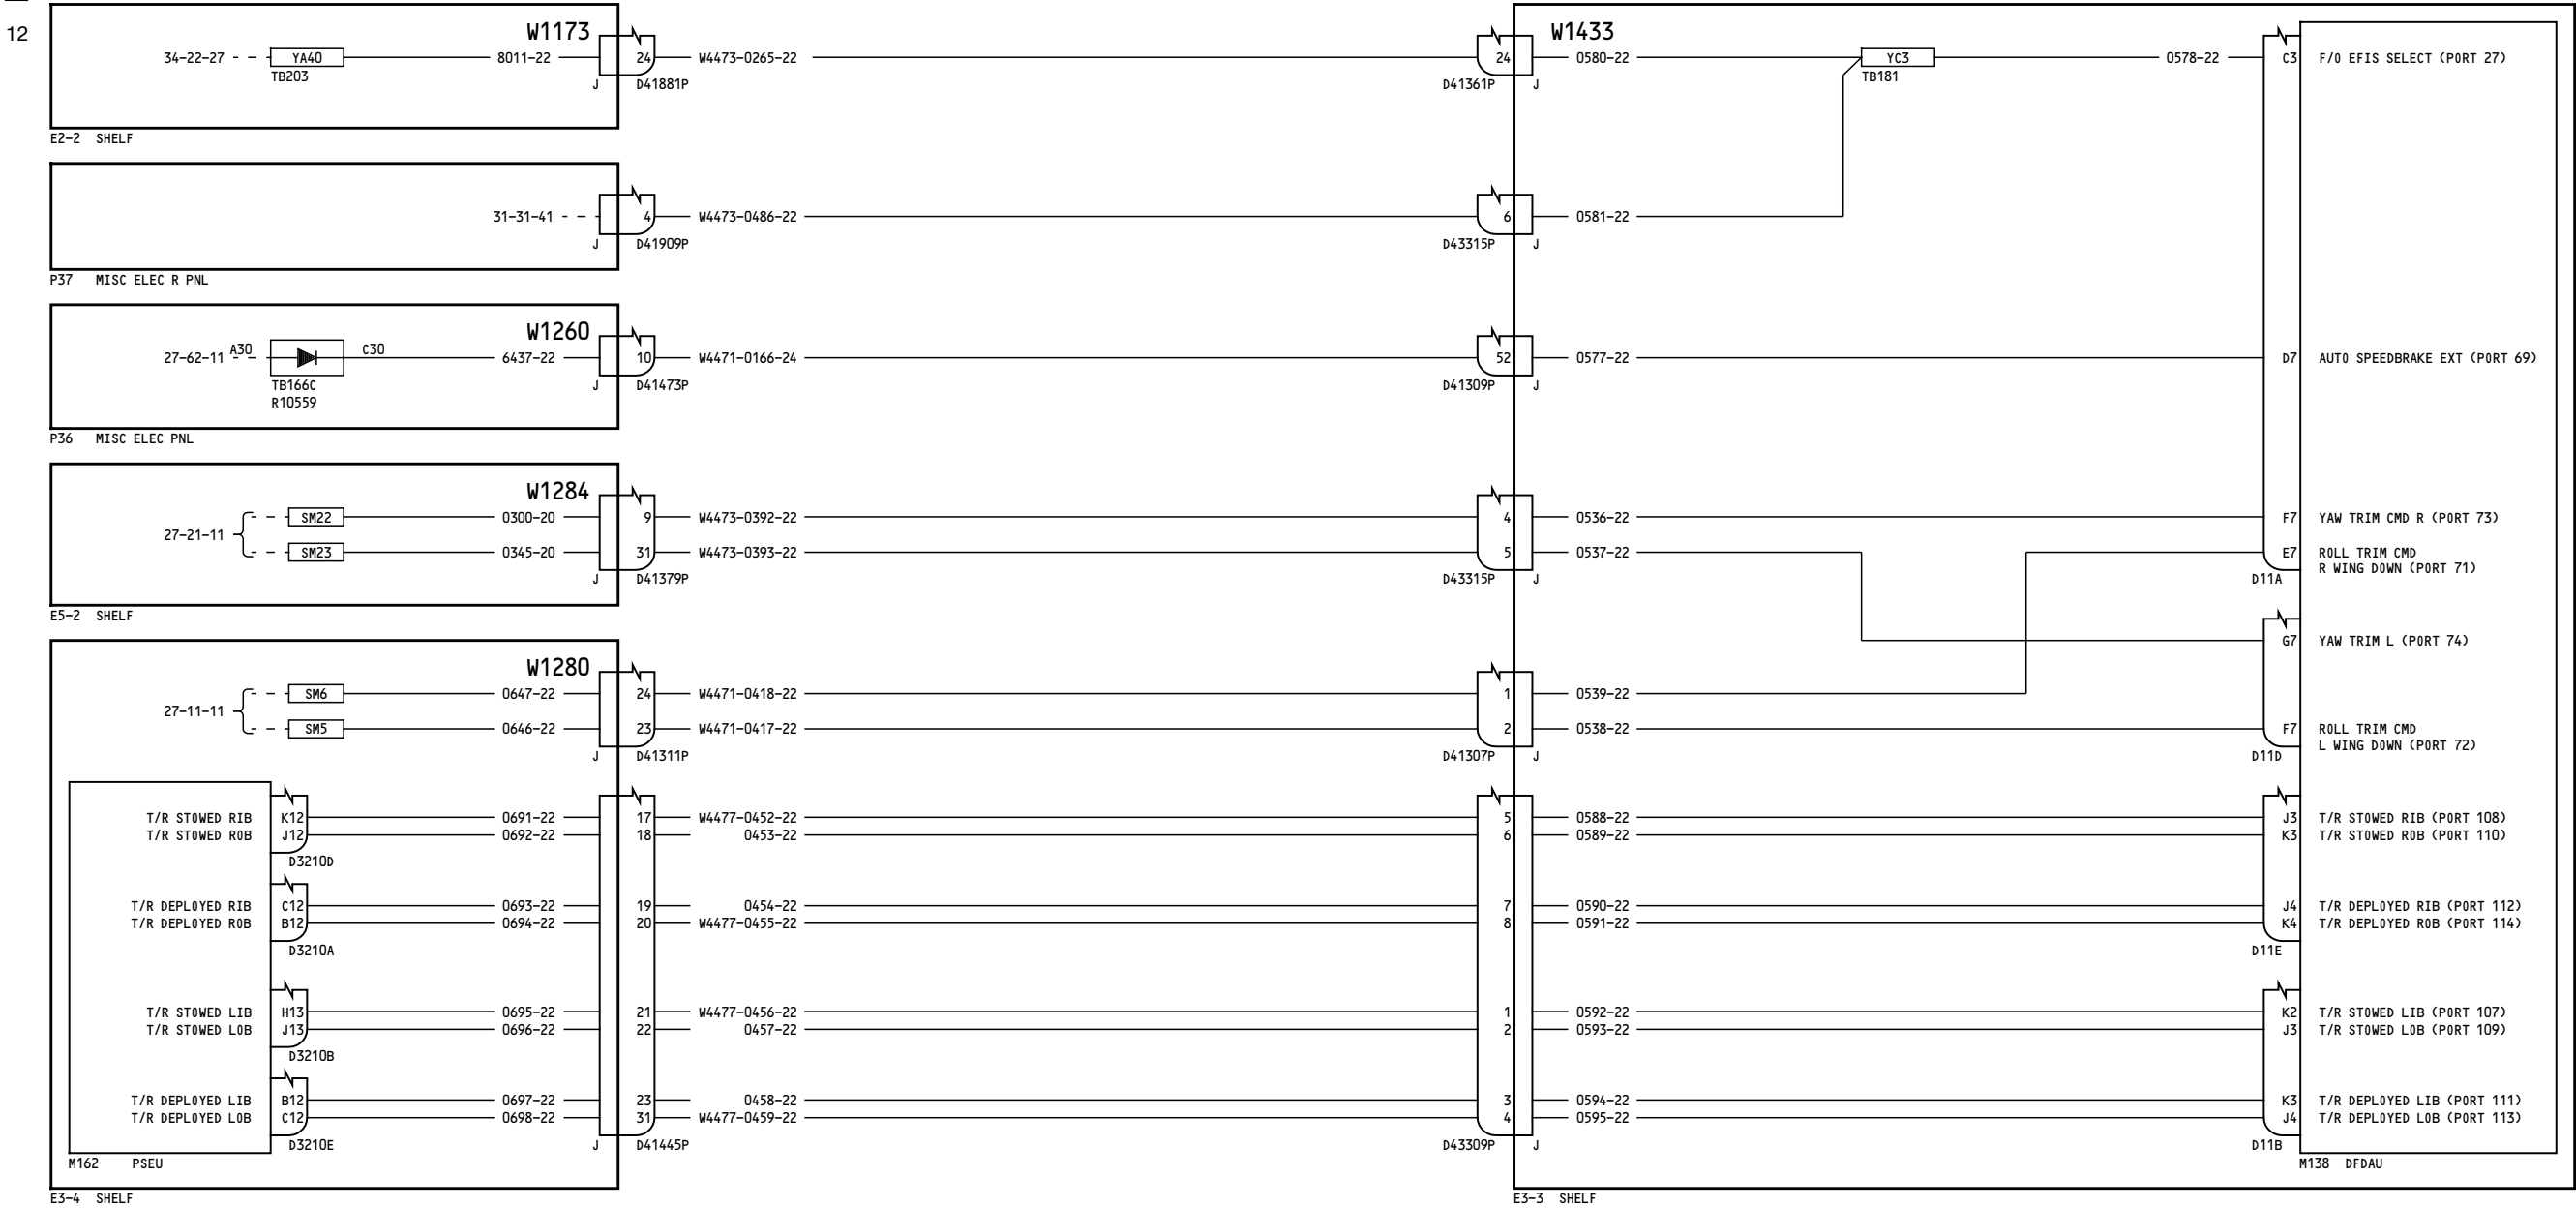 12
W1173 W1433
34-22-27 YA40 8011-22 24 W4473-0265-22 24 0580-22 YC3 0578-22 C3 F/O EFIS SELECT (PORT 27)
TB203 TB181
J D41881P D41361P J
E2-2 SHELF
31-31-41 4 W4473-0486-22 6 0581-22
J D41909P D43315P J
P37 MISC ELEC R PNL
W1260
27-62-11 A30 C30 6437-22 10 W4471-0166-24 52 0577-22 D7 AUTO SPEEDBRAKE EXT (PORT 69)
TB166C J D41473P D41309P J
R10559
P36 MISC ELEC PNL
W1284
SM22 0300-20 9 W4473-0392-22 4 0536-22 F7 YAW TRIM CMD R (PORT 73)
27-21-11
SM23 0345-20 31 W4473-0393-22 5 0537-22 E7 ROLL TRIM CMD
R WING DOWN (PORT 71)
J D41379P D43315P J D11A
E5-2 SHELF
G7 YAW TRIM L (PORT 74)
W1280
SM6 0647-22 24 W4471-0418-22 1 0539-22
27-11-11
SM5 0646-22 23 W4471-0417-22 2 0538-22 F7 ROLL TRIM CMD
L WING DOWN (PORT 72)
J D41311P D41307P J D11D
T/R STOWED RIB K12 0691-22 17 W4477-0452-22 5 0588-22 J3 T/R STOWED RIB (PORT 108)
T/R STOWED ROB J12 0692-22 18 0453-22 6 0589-22 K3 T/R STOWED ROB (PORT 110)
D3210D
T/R DEPLOYED RIB C12 0693-22 19 0454-22 7 0590-22 J4 T/R DEPLOYED RIB (PORT 112)
T/R DEPLOYED ROB B12 0694-22 20 W4477-0455-22 8 0591-22 K4 T/R DEPLOYED ROB (PORT 114)
D3210A D11E
T/R STOWED LIB H13 0695-22 21 W4477-0456-22 1 0592-22 K2 T/R STOWED LIB (PORT 107)
T/R STOWED LOB J13 0696-22 22 0457-22 2 0593-22 J3 T/R STOWED LOB (PORT 109)
D3210B
T/R DEPLOYED LIB B12 0697-22 23 0458-22 3 0594-22 K3 T/R DEPLOYED LIB (PORT 111)
T/R DEPLOYED LOB C12 0698-22 31 W4477-0459-22 4 0595-22 J4 T/R DEPLOYED LOB (PORT 113)
D3210E J D41445P D43309P J D11B
M162 PSEU M138 DFDAU
E3-4 SHELF E3-3 SHELF